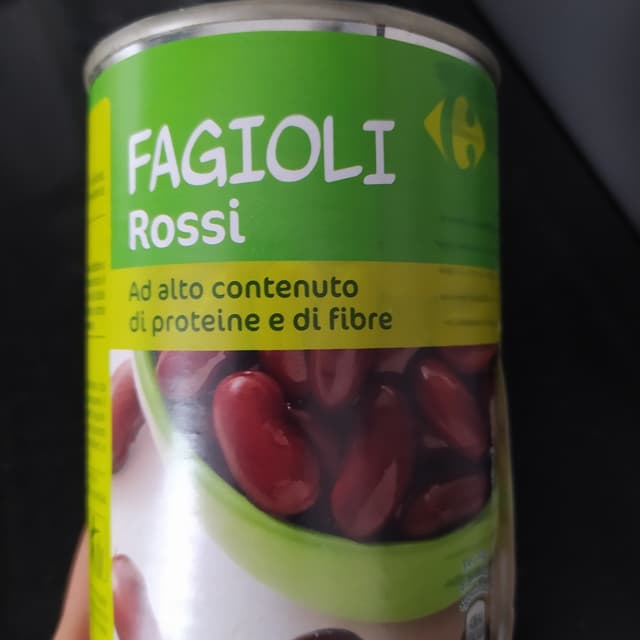 FAGIOLI
Rossi
Ad alto contenuto
di proteine e di fibre